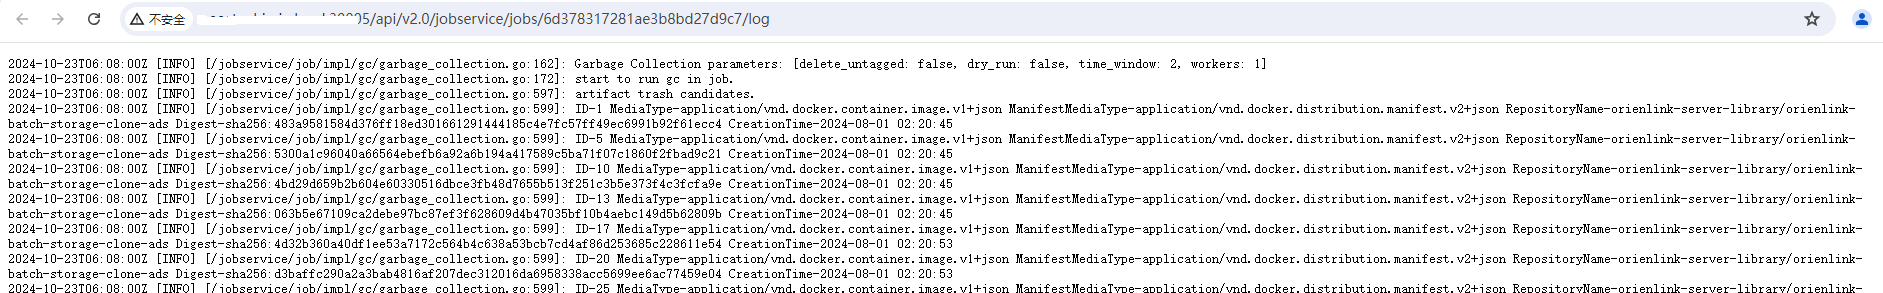 不安全
005/api/v2.0/jobservice/jobs/6d378317281ae3b8bd27d9c7/log
2024-10-23T06:08:00Z [INFO] [/jobservice/job/impl/gc/garbage_collection.go:162]: Garbage Collection parameters: [delete_untagged: false, dry_run: false, time_window: 2, workers: 1]
2024-10-23T06:08:00Z [INFO] [/jobservice/job/impl/gc/garbage_collection.go:172]: start to run gc in job.
2024-10-23T06:08:00Z [INFO] [/jobservice/job/impl/gc/garbage_collection.go:597]: artifact trash candidates.
2024-10-23T06:08:00Z [INFO] [/jobservice/job/impl/gc/garbage_collection.go:599]: ID-1 MediaType-application/vnd.docker.container.image.v1+json ManifestMediaType-application/vnd.docker.distribution.manifest.v2+json RepositoryName-orienlink-server-library/orienlink-
batch-storage-clone-ads Digest-sha256:483a9581584d376ff18ed301661291444185c4e7fc57ff49ec6991b92f61ecc4 CreationTime-2024-08-01 02:20:45
2024-10-23T06:08:00Z [INFO] [/jobservice/job/impl/gc/garbage_collection.go:599]: ID-5 MediaType-application/vnd.docker.container.image.v1+json ManifestMediaType-application/vnd.docker.distribution.manifest.v2+json RepositoryName-orienlink-server-library/orienlink-
batch-storage-clone-ads Digest-sha256:5300a1c96040a66564ebefb6a92a6b194a417589c5ba71f07c1860f2fbad9c21 CreationTime-2024-08-01 02:20:45
2024-10-23T06:08:00Z [INFO] [/jobservice/job/impl/gc/garbage_collection.go:599]: ID-10 MediaType-application/vnd.docker.container.image.v1+json ManifestMediaType-application/vnd.docker.distribution.manifest.v2+json RepositoryName-orienlink-server-library/orienlink-
batch-storage-clone-ads Digest-sha256:4bd29d659b2b604e60330516dbce3fb48d7655b513f251c3b5e373f4c3fcfa9e CreationTime-2024-08-01 02:20:45
2024-10-23T06:08:00Z [INFO] [/jobservice/job/impl/gc/garbage_collection.go:599]: ID-13 MediaType-application/vnd.docker.container.image.v1+json ManifestMediaType-application/vnd.docker.distribution.manifest.v2+json RepositoryName-orienlink-server-library/orienlink-
batch-storage-clone-ads Digest-sha256:063b5e67109ca2debe97bc87ef3f628609d4b47035bf10b4aebc149d5b62809b CreationTime-2024-08-01 02:20:45
2024-10-23T06:08:00Z [INFO] [/jobservice/job/impl/gc/garbage_collection.go:599]: ID-17 MediaType-application/vnd.docker.container.image.v1+json ManifestMediaType-application/vnd.docker.distribution.manifest.v2+json RepositoryName-orienlink-server-library/orienlink-
batch-storage-clone-ads Digest-sha256:4d32b360a40df1ee53a7172c564b4c638a53bcb7cd4af86d253685c228611e54 CreationTime-2024-08-01 02:20:53
2024-10-23T06:08:00Z [INFO] [/jobservice/job/impl/gc/garbage_collection.go:599]: ID-20 MediaType-application/vnd.docker.container.image.v1+json ManifestMediaType-application/vnd.docker.distribution.manifest.v2+json RepositoryName-orienlink-server-library/orienlink-
batch-storage-clone-ads Digest-sha256:d3baffc290a2a3bab4816af207dec312016da6958338acc5699ee6ac77459e04 CreationTime-2024-08-01 02:20:53
2024-10-23T06:08:00Z [INFO] [/jobservice/job/impl/gc/garbage_collection.go:599]: ID-25 MediaType-application/vnd.docker.container.image.v1+json ManifestMediaType-application/vnd.docker.distribution.manifest.v2+json RepositoryName-orienlink-server-library/orienlink-